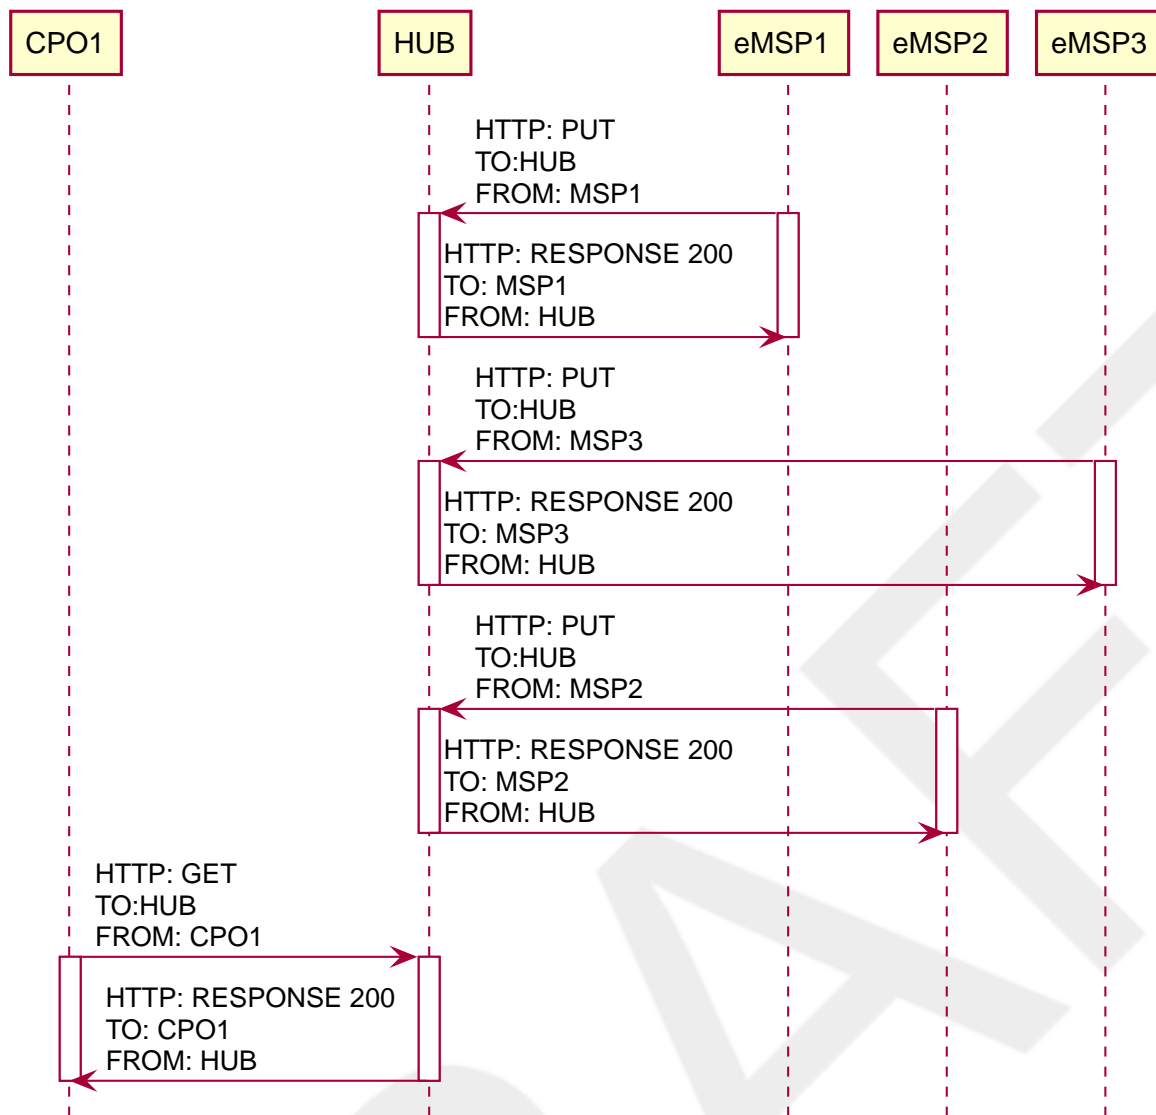 CPO1
HUB
eMSP1
eMSP2
eMSP3
HTTP: PUT
TO:HUB
FROM: MSP1
HTTP: RESPONSE 200
TO: MSP1
FROM: HUB
HTTP: PUT
TO:HUB
FROM: MSP3
HTTP: RESPONSE 200
TO: MSP3
FROM: HUB
HTTP: PUT
TO:HUB
FROM: MSP2
HTTP: RESPONSE 200
TO: MSP2
FROM: HUB
HTTP: GET
TO:HUB
FROM: CPO1
HTTP: RESPONSE 200
TO: CPO1
FROM: HUB